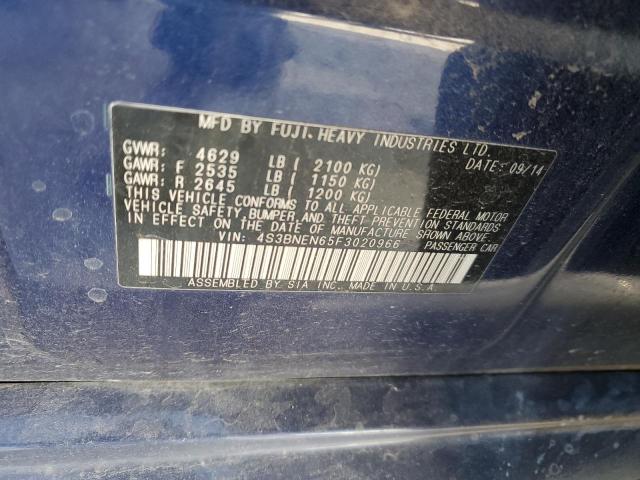 MFD BY FUJI HEAVY INDUSTRIES LTD.
GVWR: 4629 LB ( 2100 KG) DATE: 09/14
GAWR: F 2535 LB ( 1150 KG)
GAWR: R 2645 LB ( 1200 KG)
THIS VEHICLE CONFORMS TO ALL APPLICABLE FEDERAL MOTOR
VEHICLE SAFETY, BUMPER, AND THEFT PREVENTION STANDARDS
IN EFFECT ON THE DATE OF MANUFACTURE SHOWN ABOVE.
VIN: 4S3BNEN65F3020966 PASSENGER CAR
ASSEMBLED BY SIA INC. MADE IN U.S.A